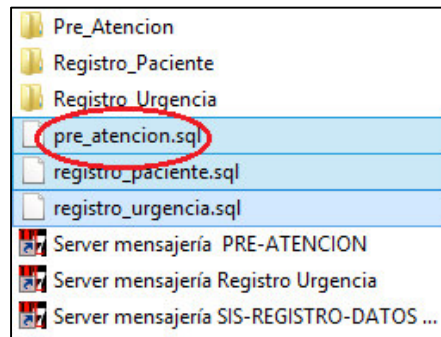 Pre_Atencion
Registro_Paciente
Registro_Urgencia
pre_atencion.sql
registro_paciente.sql
registro_urgencia.sql
Server mensajería PRE-ATENCION
Server mensajería Registro Urgencia
Server mensajería SIS-REGISTRO-DATOS ...